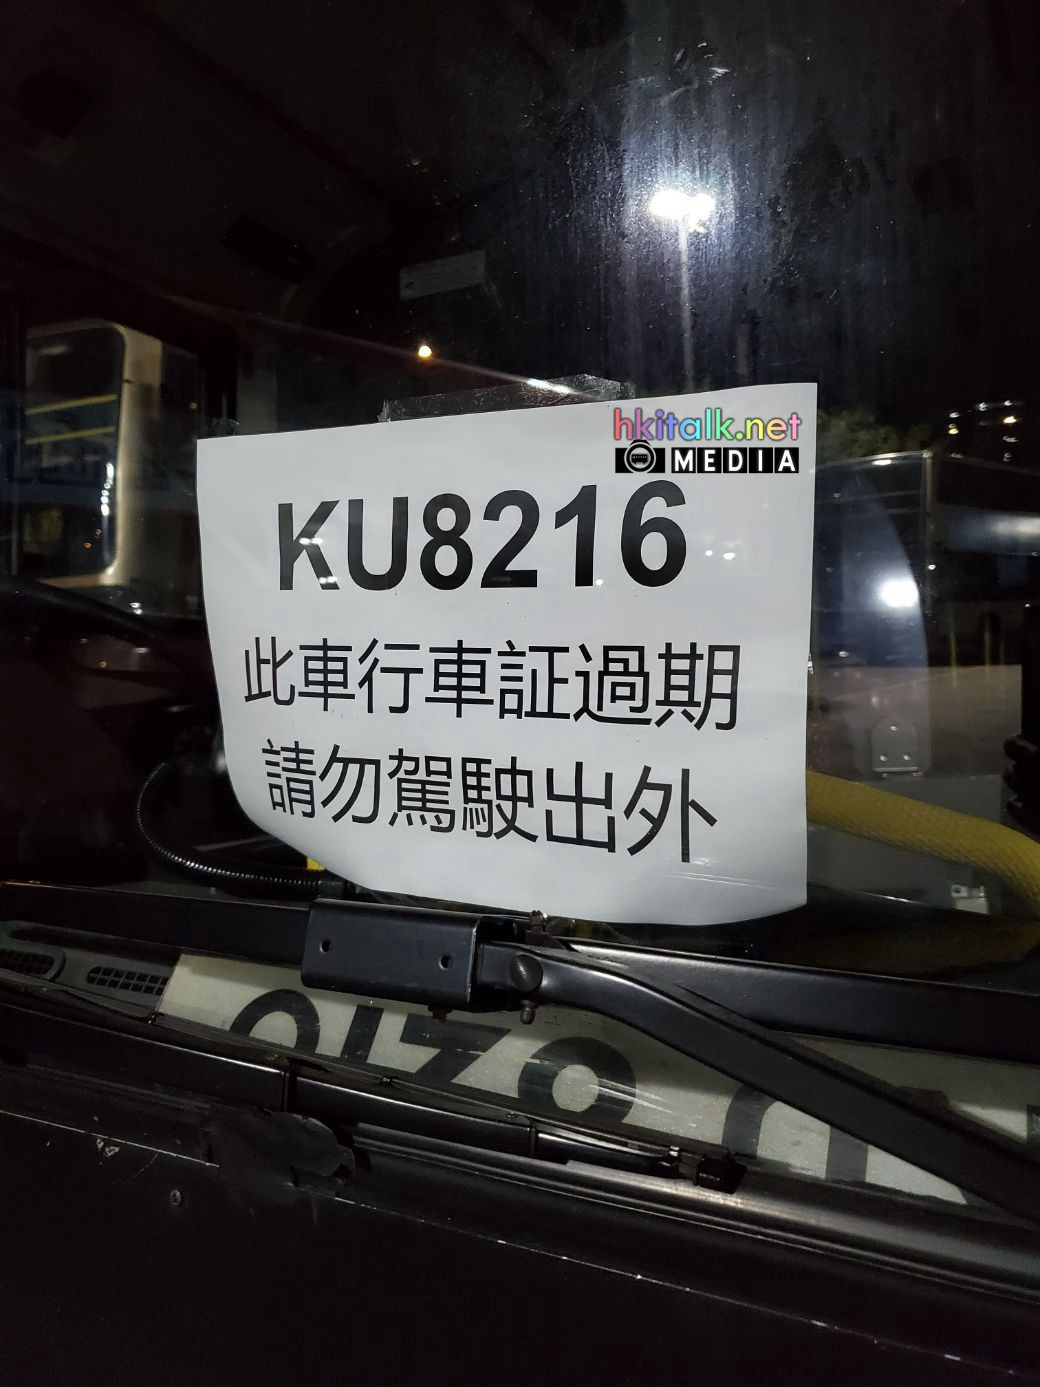 hkitalk.net
MEDIA
KU8216
此車行車証過期
請勿駕駛出外